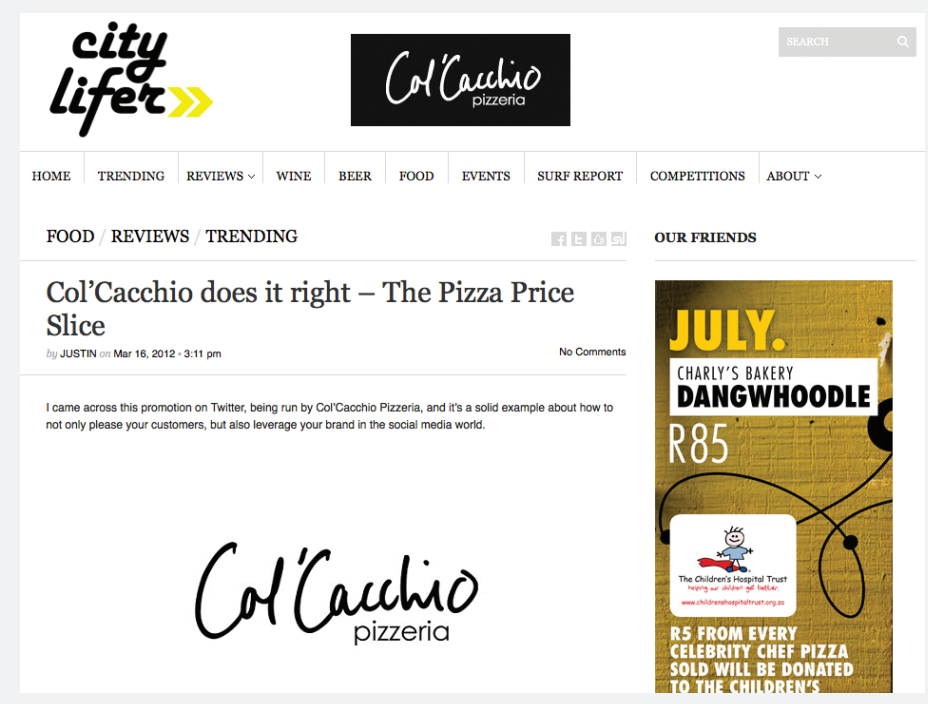 city
lifer
Col'Cacchio
pizzeria
SEARCH
HOME
TRENDING
REVIEWS
WINE
BEER
FOOD
EVENTS
SURF REPORT
COMPETITIONS
ABOUT
FOOD / REVIEWS / TRENDING
OUR FRIENDS
Col’Cacchio does it right – The Pizza Price
Slice
by JUSTIN on Mar 16, 2012 • 3:11 pm
No Comments
I came across this promotion on Twitter, being run by Col'Cacchio Pizzeria, and it's a solid example about how to
not only please your customers, but also leverage your brand in the social media world.
Col'Cacchio
pizzeria
JULY.
CHARLY'S BAKERY
DANGWHOODLE
R85
The Children's Hospital Trust
helping our children get better.
www.childrenshospitaltrust.org.za
R5 FROM EVERY
CELEBRITY CHEF PIZZA
SOLD WILL BE DONATED
TO THE CHILDREN'S